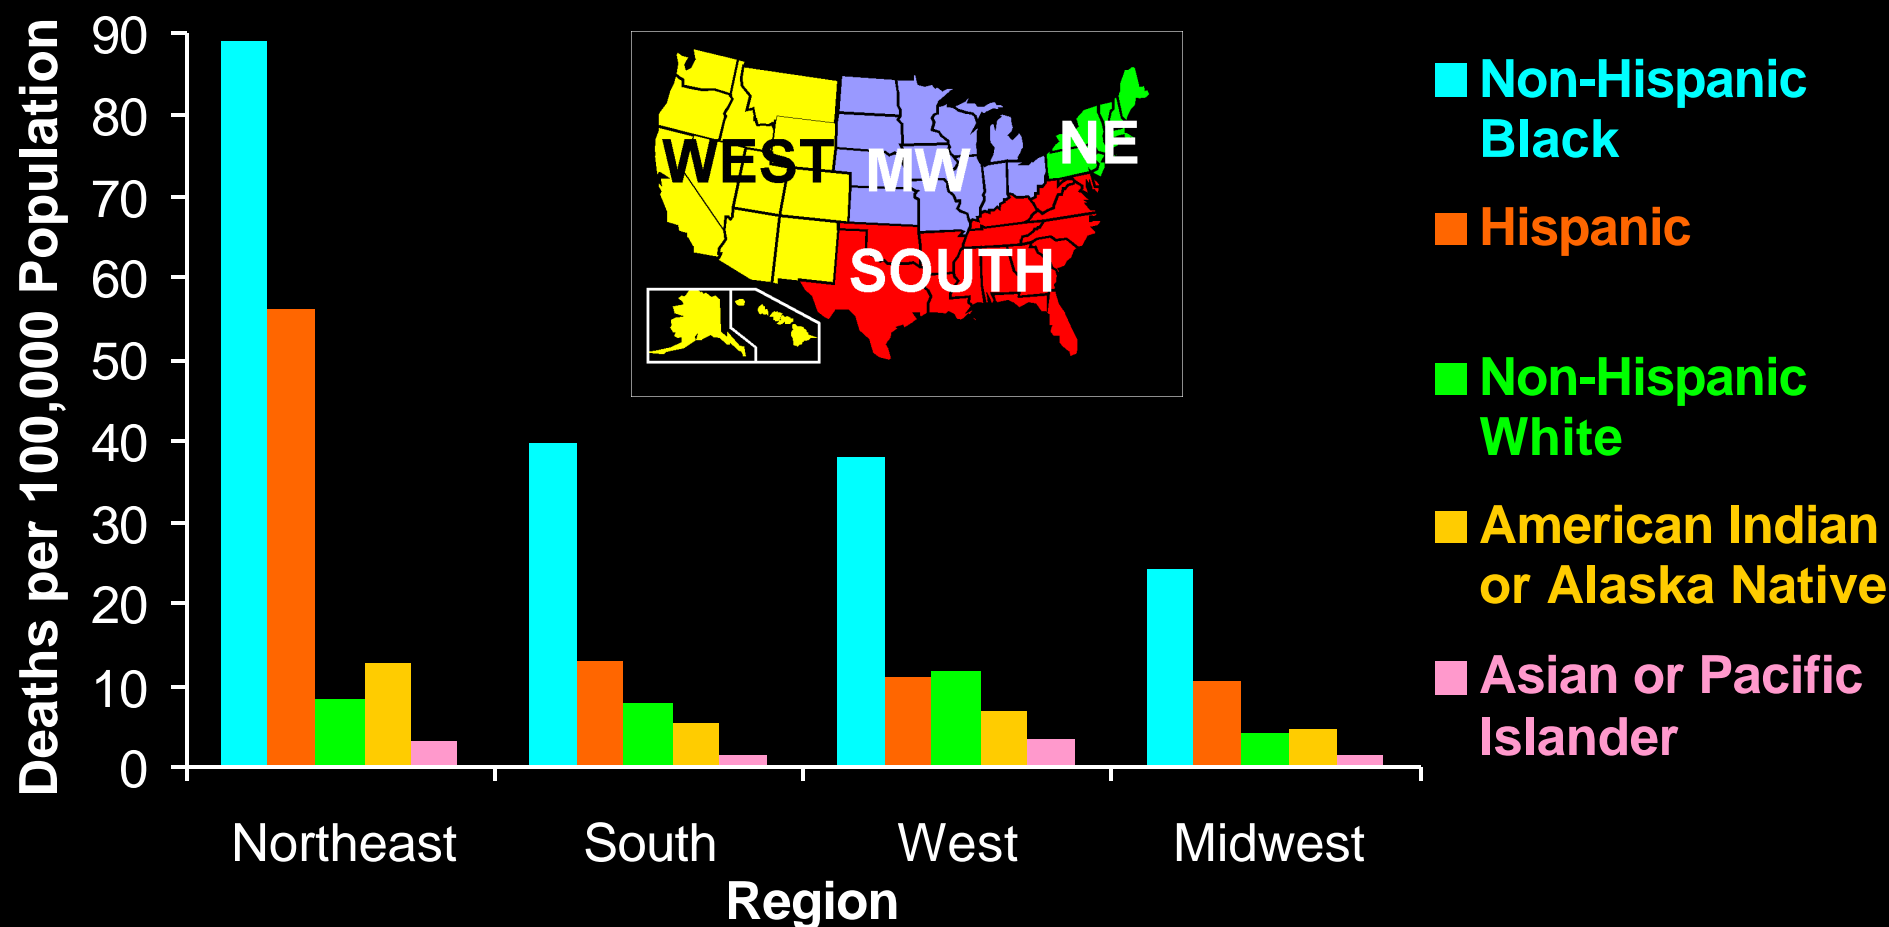 Deaths per 100,000 Population
90
80
70
60
50
40
30
20
10
0
WEST
MW
NE
SOUTH
Northeast
South
West
Midwest
Region
Non-Hispanic
Black
Hispanic
Non-Hispanic
White
American Indian
or Alaska Native
Asian or Pacific
Islander